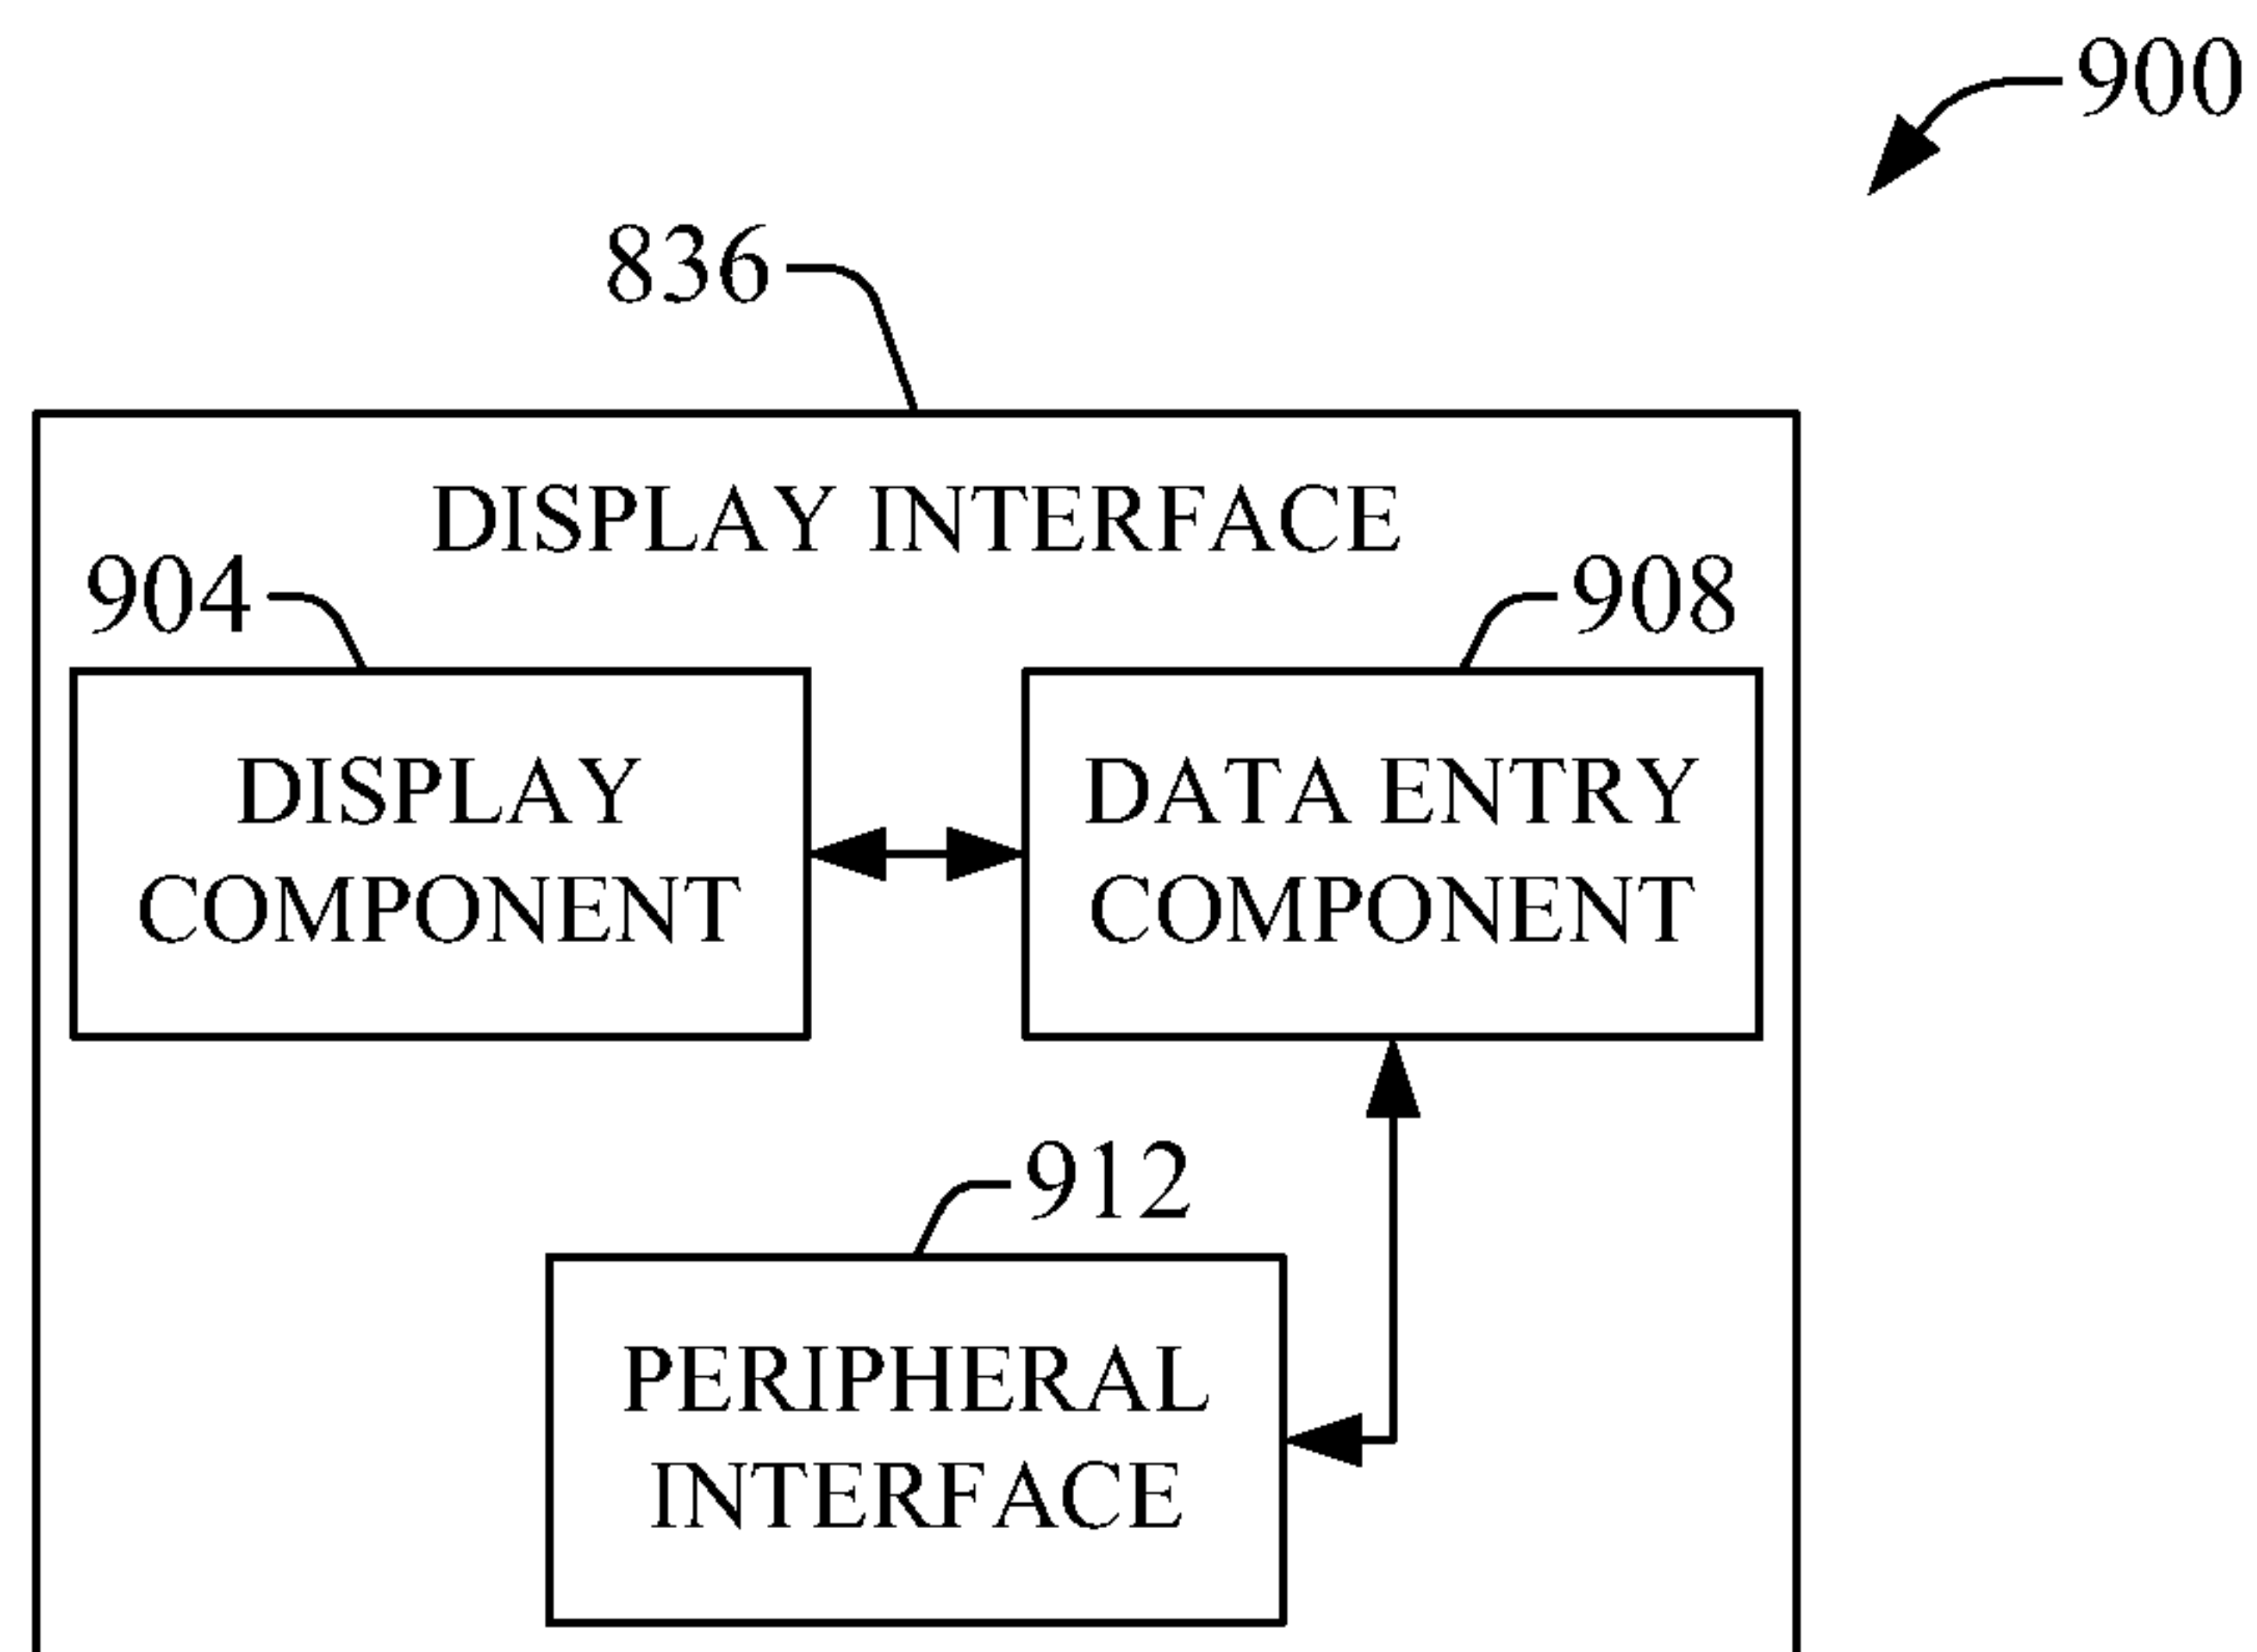 900
836
DISPLAY INTERFACE
904
908
DISPLAY
COMPONENT
DATA ENTRY
COMPONENT
912
PERIPHERAL
INTERFACE